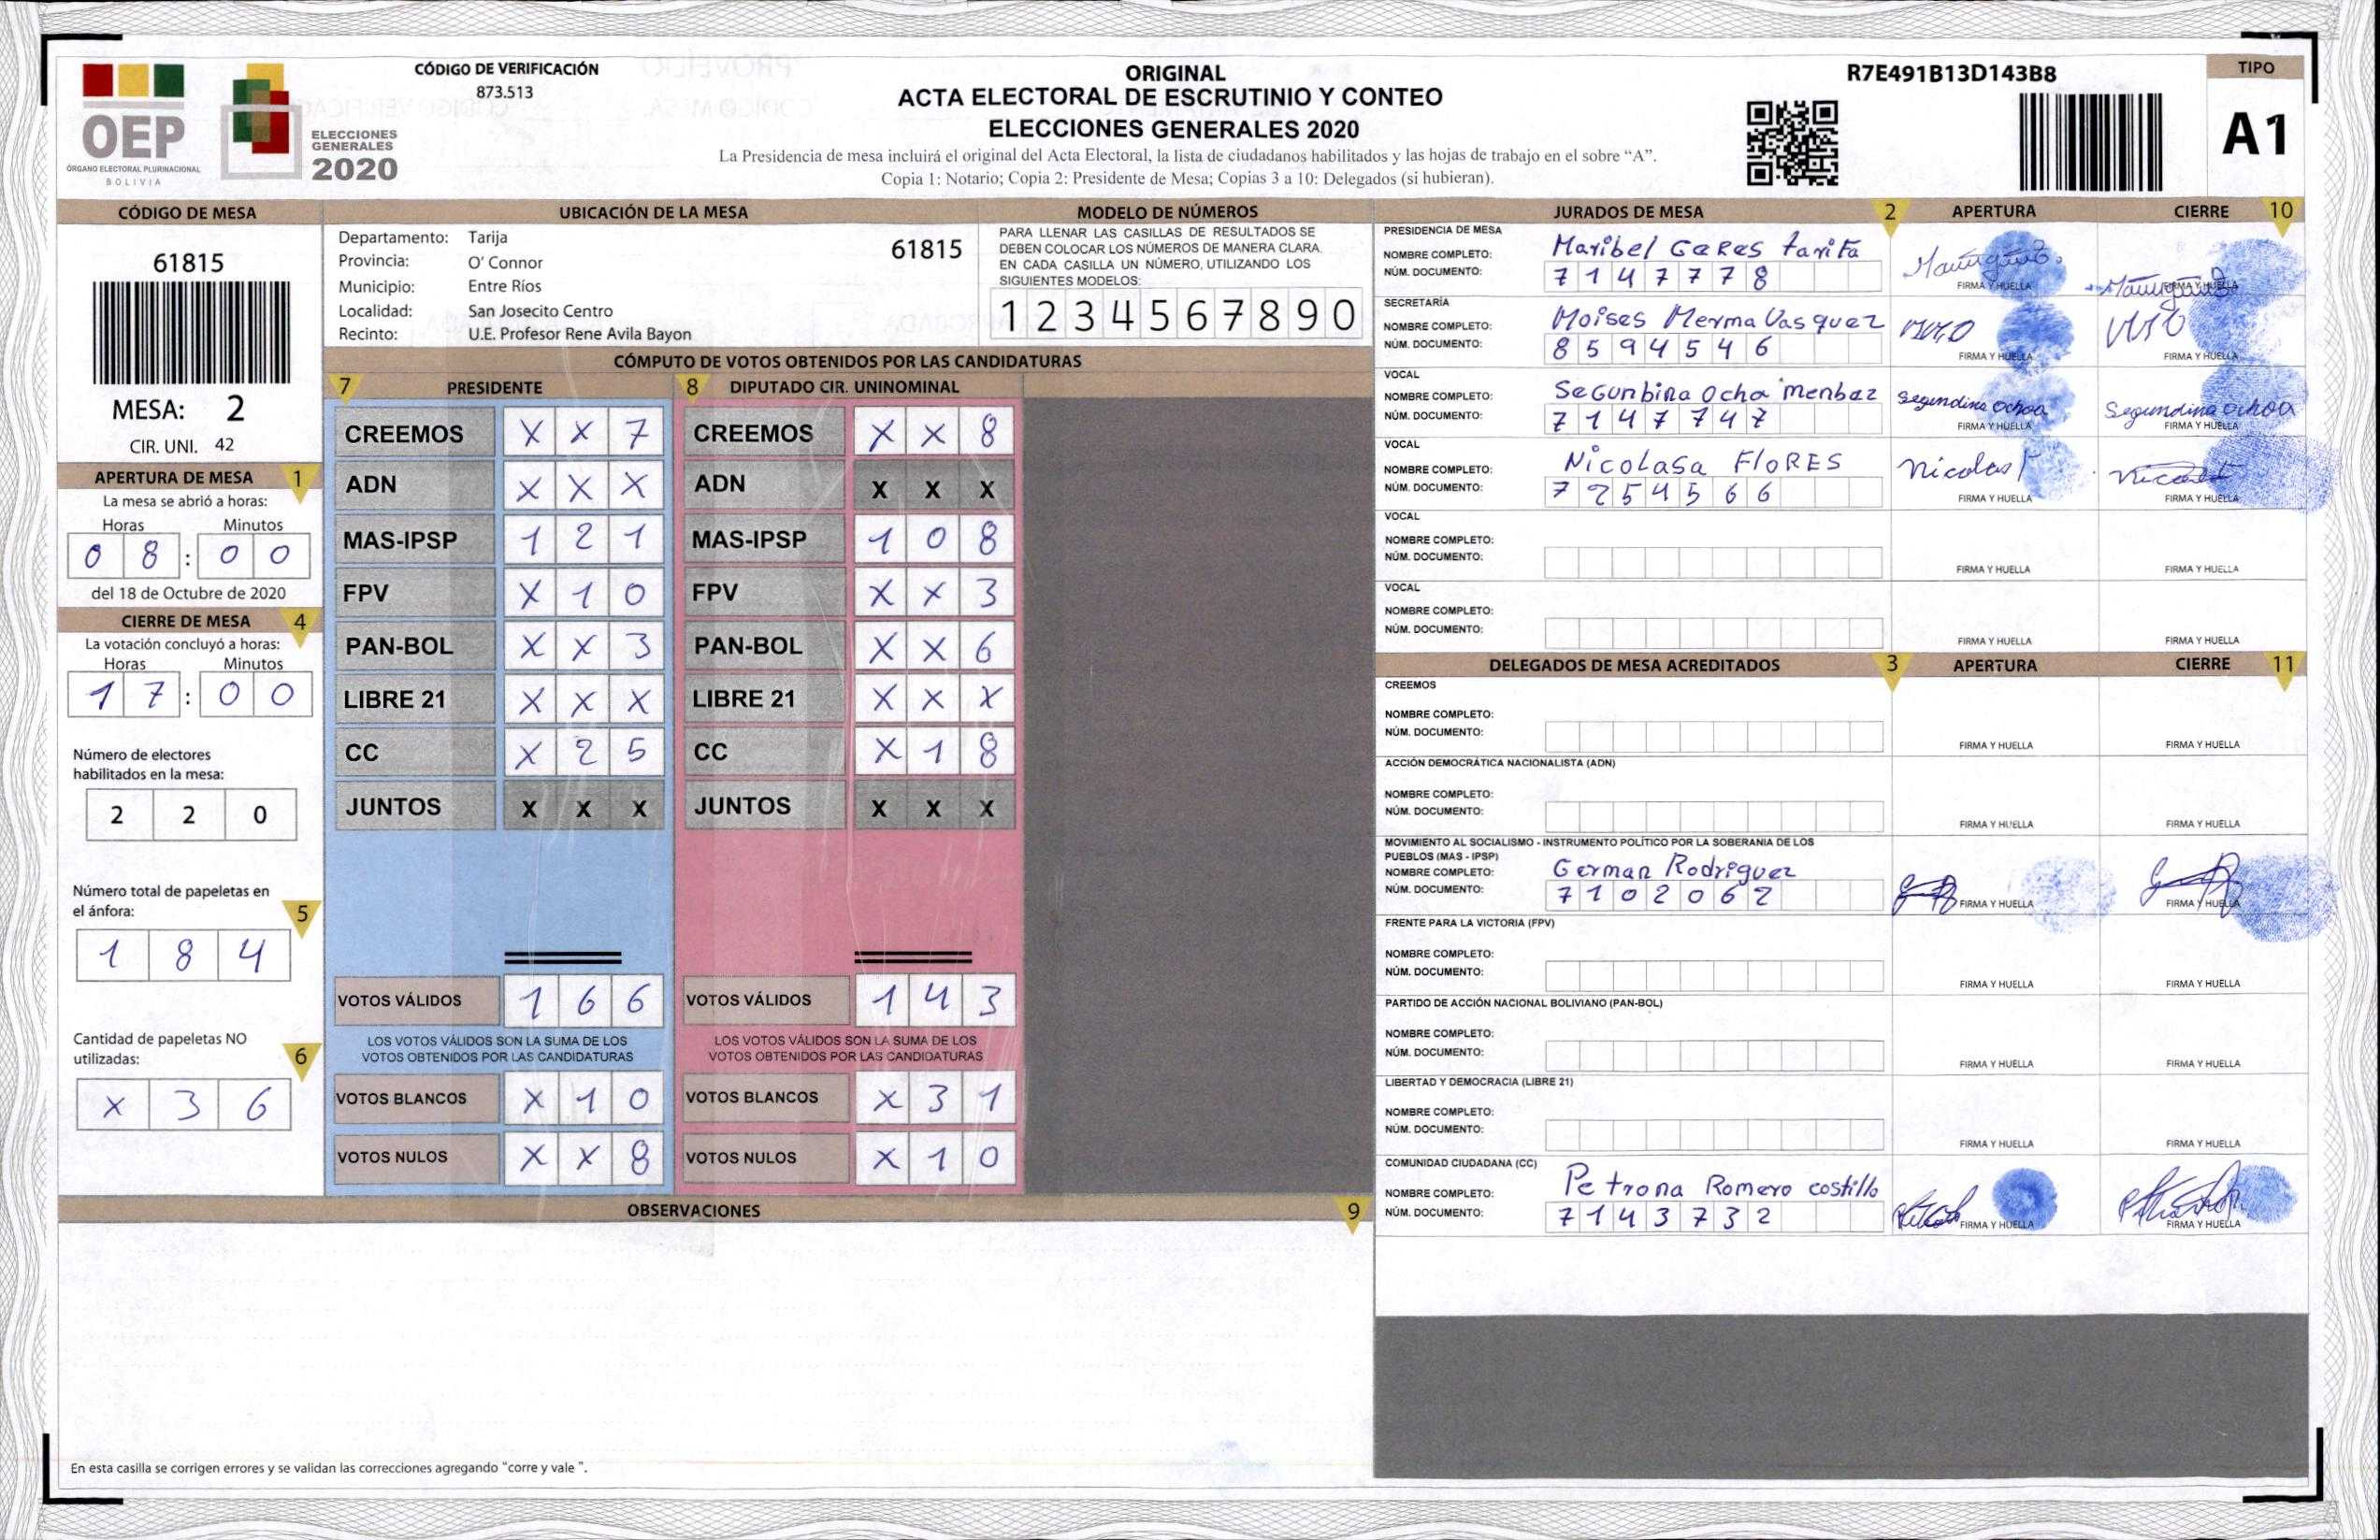 OEP
ÓRGANO ELECTORAL PLURINACIONAL
BOLIVIA
ELECCIONES
GENERALES
2020
CÓDIGO DE VERIFICACIÓN
873.513
ORIGINAL
ACTA ELECTORAL DE ESCRUTINIO Y CONTEO
ELECCIONES GENERALES 2020
La Presidencia de mesa incluirá el original del Acta Electoral, la lista de ciudadanos habilitados y las hojas de trabajo en el sobre “A”.
Copia 1: Notario; Copia 2: Presidente de Mesa; Copias 3 a 10: Delegados (si hubieran).
R7E491B13D143B8
TIPO
A1
CÓDIGO DE MESA
61815
MESA: 2
CIR. UNI. 42
APERTURA DE MESA 1
La mesa se abrió a horas:
Horas Minutos
0 8 : 0 0
del 18 de Octubre de 2020
CIERRE DE MESA 4
La votación concluyó a horas:
Horas Minutos
1 7 : 0 0
Número de electores
habilitados en la mesa:
2 2 0
Número total de papeletas en
el ánfora: 5
1 8 4
Cantidad de papeletas NO
utilizadas: 6
X 3 6
UBICACIÓN DE LA MESA
Departamento: Tarija
Provincia: O' Connor
Municipio: Entre Ríos
Localidad: San Josecito Centro
Recinto: U.E. Profesor Rene Avila Bayon
61815
MODELO DE NÚMEROS
PARA LLENAR LAS CASILLAS DE RESULTADOS SE
DEBEN COLOCAR LOS NÚMEROS DE MANERA CLARA.
EN CADA CASILLA UN NÚMERO, UTILIZANDO LOS
SIGUIENTES MODELOS:
1 2 3 4 5 6 7 8 9 0
CÓMPUTO DE VOTOS OBTENIDOS POR LAS CANDIDATURAS
7 PRESIDENTE 8 DIPUTADO CIR. UNINOMINAL
CREEMOS X X 7 CREEMOS X X 8
ADN X X X ADN X X X
MAS-IPSP 1 2 1 MAS-IPSP 1 0 8
FPV X 1 0 FPV X X 3
PAN-BOL X X 3 PAN-BOL X X 6
LIBRE 21 X X X LIBRE 21 X X X
CC X 2 5 CC X 1 8
JUNTOS X X X JUNTOS X X X
VOTOS VÁLIDOS 1 6 6 VOTOS VÁLIDOS 1 4 3
LOS VOTOS VÁLIDOS SON LA SUMA DE LOS LOS VOTOS VÁLIDOS SON LA SUMA DE LOS
VOTOS OBTENIDOS POR LAS CANDIDATURAS VOTOS OBTENIDOS POR LAS CANDIDATURAS
VOTOS BLANCOS X 1 0 VOTOS BLANCOS X 3 1
VOTOS NULOS X X 8 VOTOS NULOS X 1 0
OBSERVACIONES 9
En esta casilla se corrigen errores y se validan las correcciones agregando “corre y vale ”.
JURADOS DE MESA 2 APERTURA CIERRE 10
PRESIDENCIA DE MESA
NOMBRE COMPLETO: Maribel GaRes tarifa
NÚM. DOCUMENTO: 7 1 4 7 7 7 8
FIRMA Y HUELLA FIRMA Y HUELLA
SECRETARÍA
NOMBRE COMPLETO: Moises Merma Vasquez
NÚM. DOCUMENTO: 8 5 9 4 5 4 6
FIRMA Y HUELLA FIRMA Y HUELLA
VOCAL
NOMBRE COMPLETO: Segunbina Ocha menbez
NÚM. DOCUMENTO: 7 1 4 7 7 4 7
Segundina ochoa Segundina ochoa
FIRMA Y HUELLA FIRMA Y HUELLA
VOCAL
NOMBRE COMPLETO: Nicolasa FloRES
NÚM. DOCUMENTO: 7 2 5 4 5 6 6
Nicolas
FIRMA Y HUELLA FIRMA Y HUELLA
VOCAL
NOMBRE COMPLETO:
NÚM. DOCUMENTO:
FIRMA Y HUELLA FIRMA Y HUELLA
VOCAL
NOMBRE COMPLETO:
NÚM. DOCUMENTO:
FIRMA Y HUELLA FIRMA Y HUELLA
DELEGADOS DE MESA ACREDITADOS 3 APERTURA CIERRE 11
CREEMOS
NOMBRE COMPLETO:
NÚM. DOCUMENTO:
FIRMA Y HUELLA FIRMA Y HUELLA
ACCIÓN DEMOCRÁTICA NACIONALISTA (ADN)
NOMBRE COMPLETO:
NÚM. DOCUMENTO:
FIRMA Y HUELLA FIRMA Y HUELLA
MOVIMIENTO AL SOCIALISMO - INSTRUMENTO POLÍTICO POR LA SOBERANIA DE LOS
PUEBLOS (MAS - IPSP)
NOMBRE COMPLETO: German Rodriguez
NÚM. DOCUMENTO: 7 1 0 2 0 6 2
FIRMA Y HUELLA FIRMA Y HUELLA
FRENTE PARA LA VICTORIA (FPV)
NOMBRE COMPLETO:
NÚM. DOCUMENTO:
FIRMA Y HUELLA FIRMA Y HUELLA
PARTIDO DE ACCIÓN NACIONAL BOLIVIANO (PAN-BOL)
NOMBRE COMPLETO:
NÚM. DOCUMENTO:
FIRMA Y HUELLA FIRMA Y HUELLA
LIBERTAD Y DEMOCRACIA (LIBRE 21)
NOMBRE COMPLETO:
NÚM. DOCUMENTO:
FIRMA Y HUELLA FIRMA Y HUELLA
COMUNIDAD CIUDADANA (CC)
NOMBRE COMPLETO: Petrona Romero costillo
NÚM. DOCUMENTO: 7 1 4 3 7 3 2
FIRMA Y HUELLA FIRMA Y HUELLA